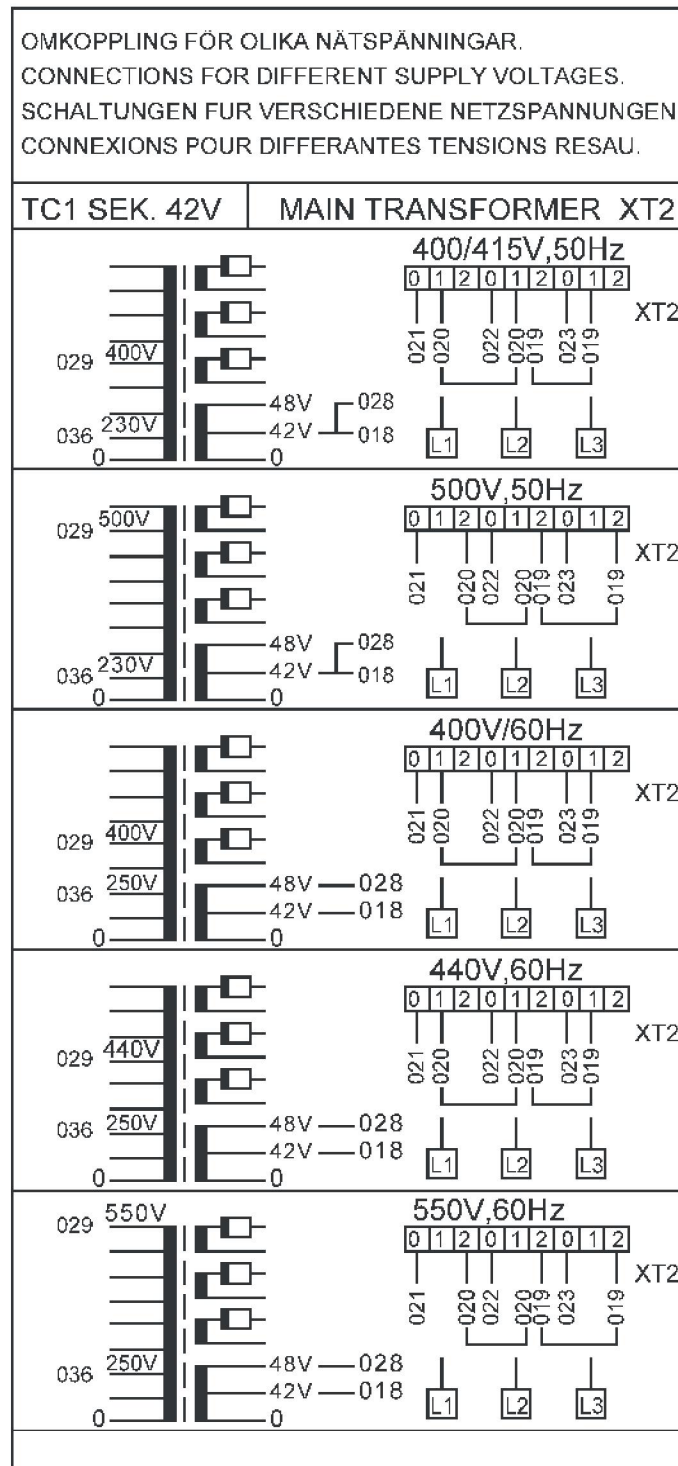 OMKOPPLING FÖR OLIKA NÄTSPÄNNINGAR.
CONNECTIONS FOR DIFFERENT SUPPLY VOLTAGES.
SCHALTUNGEN FUR VERSCHIEDENE NETZSPANNUNGEN
CONNEXIONS POUR DIFFERANTES TENSIONS RESAU.
TC1 SEK. 42V MAIN TRANSFORMER XT2
400/415V,50Hz
0 1 2 0 1 2 0 1 2
XT2
021 020 022 020 019 023 019
029 400V
48V 028
036 230V 42V 018
0 0
L1 L2 L3
500V,50Hz
0 1 2 0 1 2 0 1 2
029 500V
XT2
021 020 022 020 019 023 019
48V 028
036 230V 42V 018
0 0
L1 L2 L3
400V/60Hz
0 1 2 0 1 2 0 1 2
XT2
021 020 022 020 019 023 019
029 400V
036 250V 48V 028
42V 018
0 0
L1 L2 L3
440V,60Hz
0 1 2 0 1 2 0 1 2
XT2
029 440V
021 020 022 020 019 023 019
036 250V 48V 028
42V 018
0 0
L1 L2 L3
029 550V
550V,60Hz
0 1 2 0 1 2 0 1 2
XT2
021 020 022 020 019 023 019
036 250V 48V 028
42V 018
0 0
L1 L2 L3